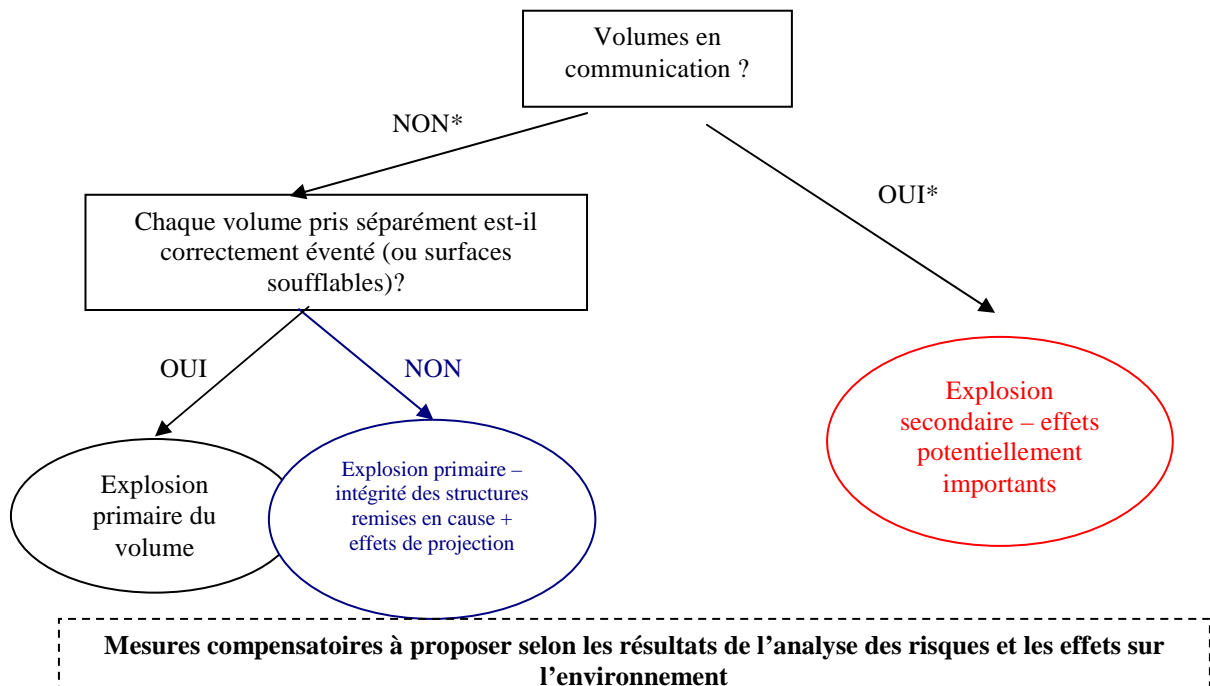 Volumes en
communication ?
NON*
OUI*
Chaque volume pris séparément est-il
correctement éventé (ou surfaces
soufflables)?
OUI
NON
Explosion
primaire du
volume
Explosion primaire –
intégrité des structures
remises en cause +
effets de projection
Explosion
secondaire – effets
potentiellement
importants
Mesures compensatoires à proposer selon les résultats de l’analyse des risques et les effets sur
l’environnement